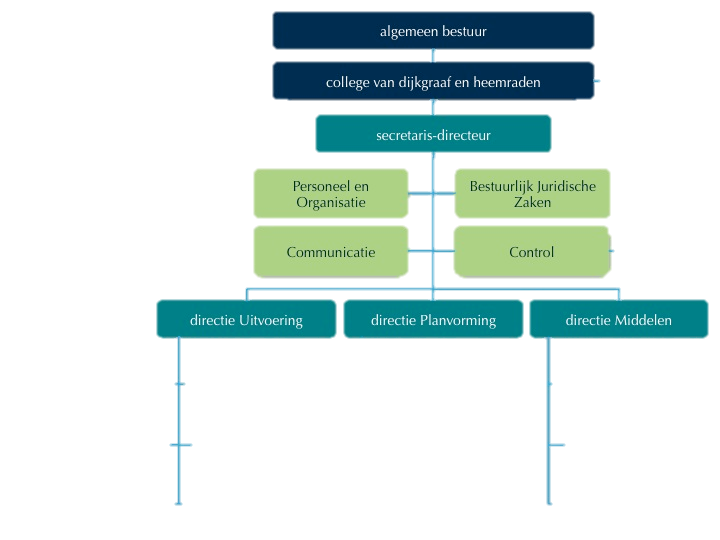 algemeen bestuur
college van dijkgraaf en heemraden
secretaris-directeur
Personeel en
Organisatie
Bestuurlijk Juridische
Zaken
Communicatie
Control
directie Uitvoering
directie Planvorming
directie Middelen